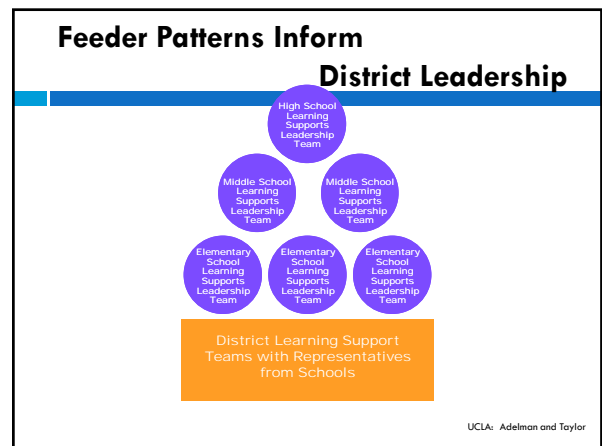 Feeder Patterns Inform
District Leadership
High School
Learning
Supports
Leadership
Team
Middle School
Learning
Supports
Leadership
Team
Middle School
Learning
Supports
Leadership
Team
Elementary
School
Learning
Supports
Leadership
Team
Elementary
School
Learning
Supports
Leadership
Team
Elementary
School
Learning
Supports
Leadership
Team
District Learning Support
Teams with Representatives
from Schools
UCLA: Adelman and Taylor